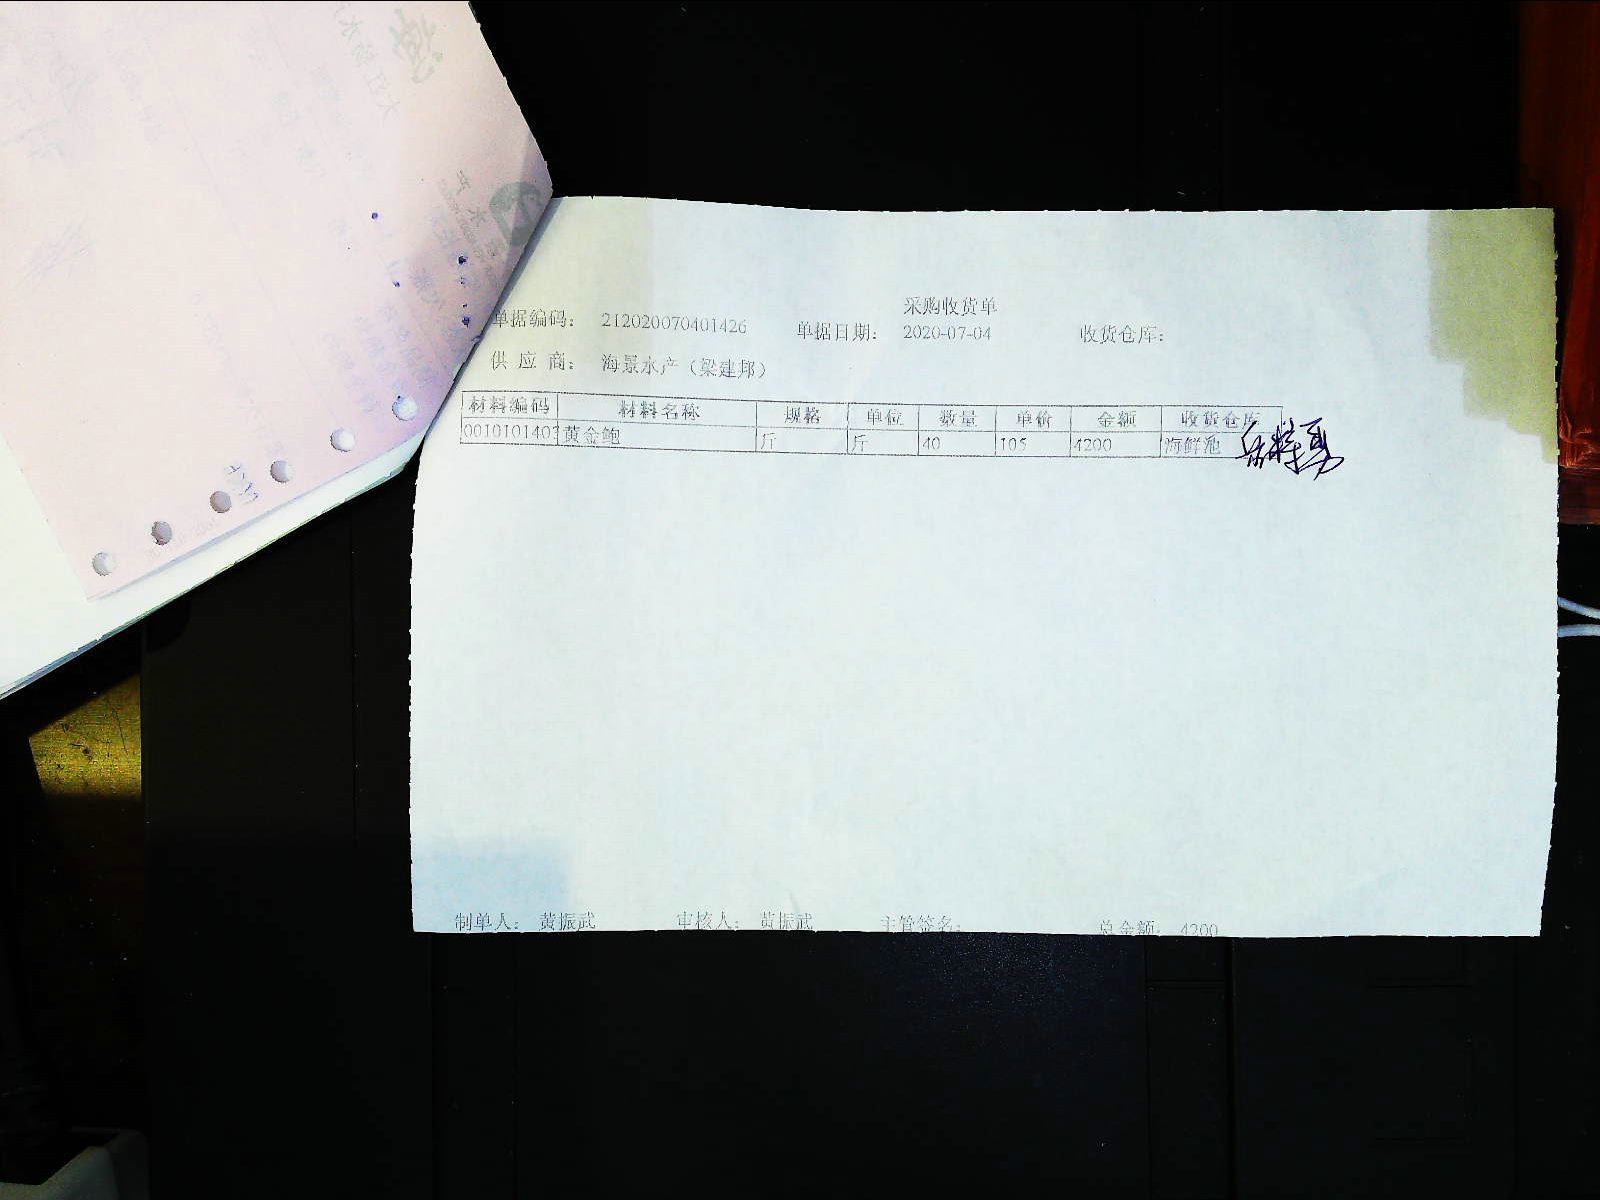 采购收货单
单据编码： 212020070401426 单据日期： 2020-07-04 收货仓库：
供 应 商： 海景水产（梁建邦）
材料编码 材料名称 规格 单位 数量 单价 金额 收货仓库
0010101403 黄金鲍 斤 斤 40 105 4200 海鲜池
制单人： 黄振武 审核人： 黄振武 主管签名： 总金额： 4200